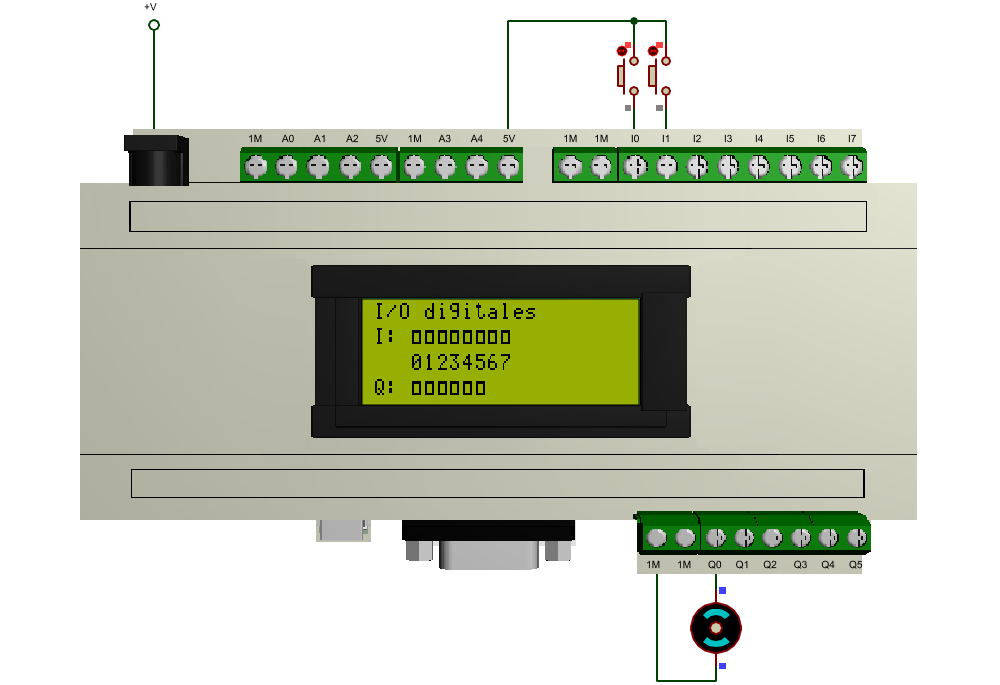 +V
1M A0 A1 A2 5V 1M A3 A4 5V 1M 1M I0 I1 I2 I3 I4 I5 I6 I7
I/O digitales
I: 
01234567
Q: 
1M 1M Q0 Q1 Q2 Q3 Q4 Q5